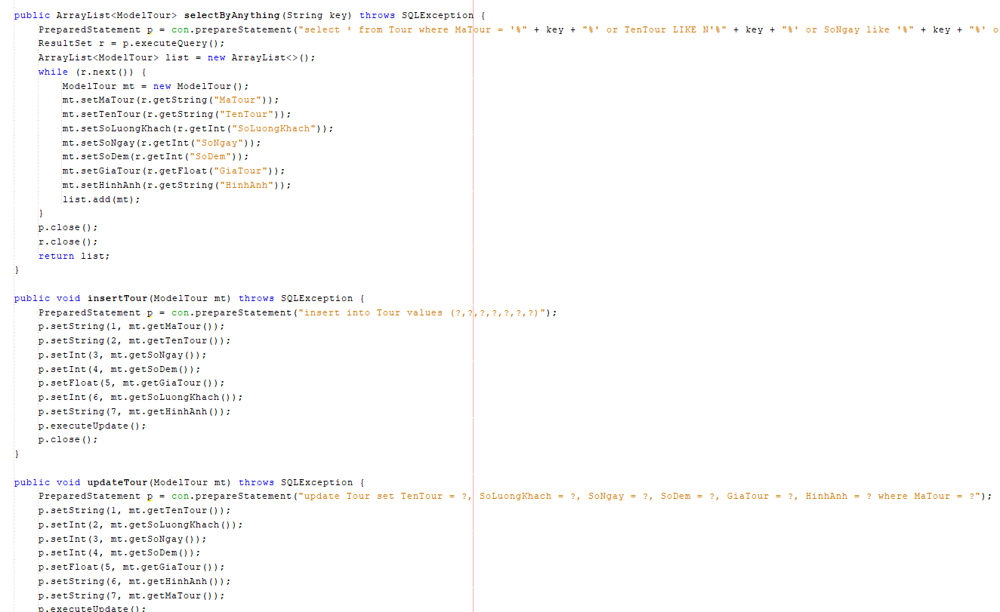 public ArrayList<ModelTour> selectByAnything(String key) throws SQLException {
    PreparedStatement p = con.prepareStatement("select * from Tour where MaTour = '%" + key + "%' or TenTour LIKE N'%" + key + "%' or SoNgay like '%" + key + "%' o
    ResultSet r = p.executeQuery();
    ArrayList<ModelTour> list = new ArrayList<>();
    while (r.next()) {
        ModelTour mt = new ModelTour();
        mt.setMaTour(r.getString("MaTour"));
        mt.setTenTour(r.getString("TenTour"));
        mt.setSoLuongKhach(r.getInt("SoLuongKhach"));
        mt.setSoNgay(r.getInt("SoNgay"));
        mt.setSoDem(r.getInt("SoDem"));
        mt.setGiaTour(r.getFloat("GiaTour"));
        mt.setHinhAnh(r.getString("HinhAnh"));
        list.add(mt);
    }
    p.close();
    r.close();
    return list;
}
public void insertTour(ModelTour mt) throws SQLException {
    PreparedStatement p = con.prepareStatement("insert into Tour values (?,?,?,?,?,?,?)");
    p.setString(1, mt.getMaTour());
    p.setString(2, mt.getTenTour());
    p.setInt(3, mt.getSoNgay());
    p.setInt(4, mt.getSoDem());
    p.setFloat(5, mt.getGiaTour());
    p.setInt(6, mt.getSoLuongKhach());
    p.setString(7, mt.getHinhAnh());
    p.executeUpdate();
    p.close();
}
public void updateTour(ModelTour mt) throws SQLException {
    PreparedStatement p = con.prepareStatement("update Tour set TenTour = ?, SoLuongKhach = ?, SoNgay = ?, SoDem = ?, GiaTour = ?, HinhAnh = ? where MaTour = ?");
    p.setString(1, mt.getTenTour());
    p.setInt(2, mt.getSoLuongKhach());
    p.setInt(3, mt.getSoNgay());
    p.setInt(4, mt.getSoDem());
    p.setFloat(5, mt.getGiaTour());
    p.setString(6, mt.getHinhAnh());
    p.setString(7, mt.getMaTour());
    p.executeUpdate();